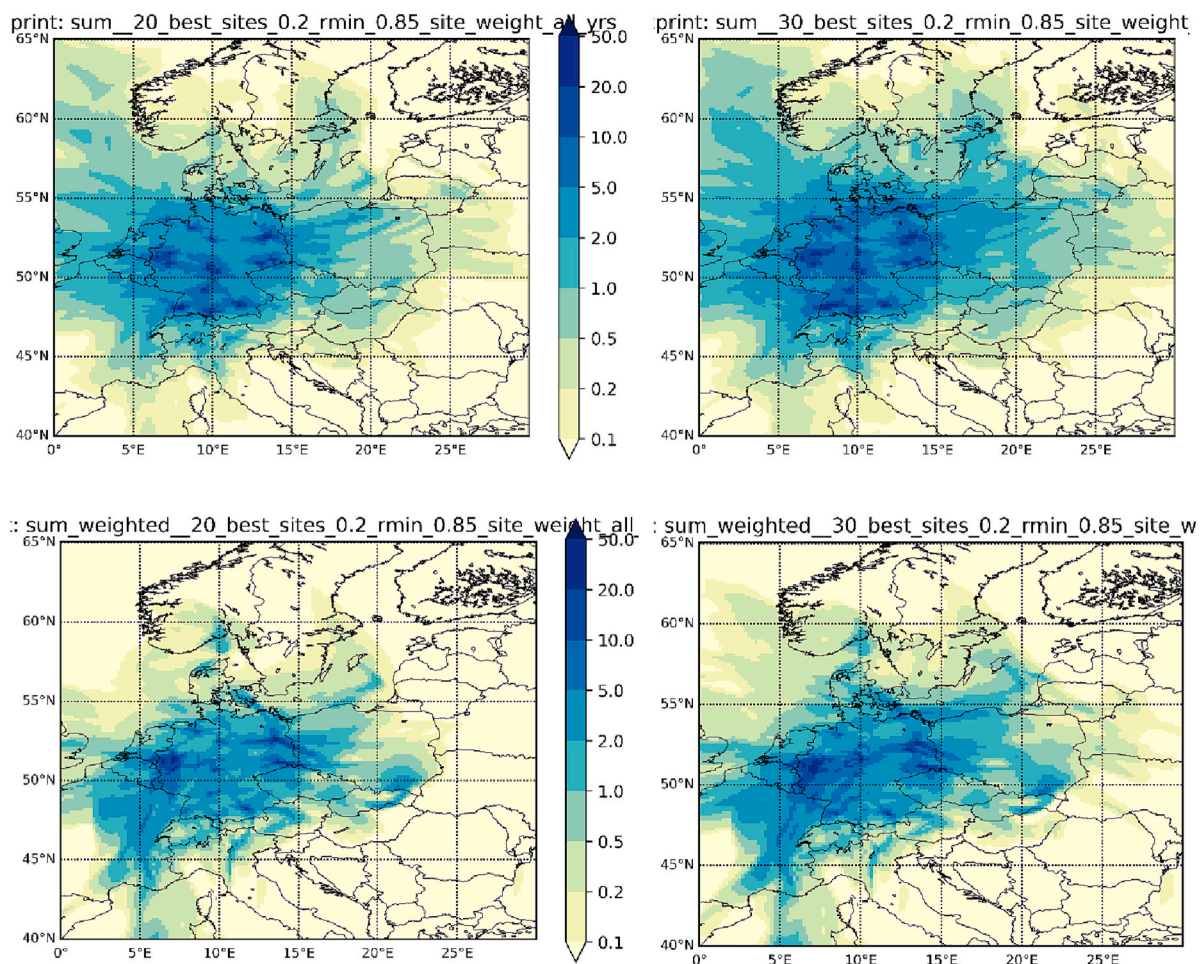 print: sum__20_best_sites_0.2_rmin_0.85_site_weight_all_yrs
65°N
60°N
55°N
50°N
45°N
40°N
0°
5°E
10°E
15°E
20°E
25°E
50.0
20.0
10.0
5.0
2.0
1.0
0.5
0.2
0.1
print: sum__30_best_sites_0.2_rmin_0.85_site_weight_
65°N
60°N
55°N
50°N
45°N
40°N
0°
5°E
10°E
15°E
20°E
25°E
: sum_weighted__20_best_sites_0.2_rmin_0.85_site_weight_all_
65°N
60°N
55°N
50°N
45°N
40°N
0°
5°E
10°E
15°E
20°E
25°E
50.0
20.0
10.0
5.0
2.0
1.0
0.5
0.2
0.1
: sum_weighted__30_best_sites_0.2_rmin_0.85_site_w
65°N
60°N
55°N
50°N
45°N
40°N
0°
5°E
10°E
15°E
20°E
25°E